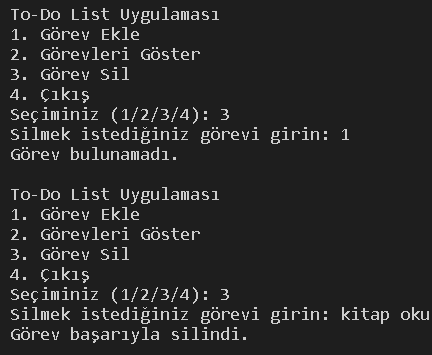 To-Do List Uygulaması
1. Görev Ekle
2. Görevleri Göster
3. Görev Sil
4. Çıkış
Seçiminiz (1/2/3/4): 3
Silmek istediğiniz görevi girin: 1
Görev bulunamadı.

To-Do List Uygulaması
1. Görev Ekle
2. Görevleri Göster
3. Görev Sil
4. Çıkış
Seçiminiz (1/2/3/4): 3
Silmek istediğiniz görevi girin: kitap oku
Görev başarıyla silindi.